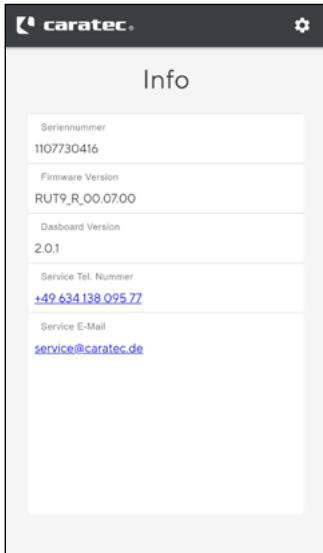 caratec®
Info
Seriennummer
1107730416
Firmware Version
RUT9_R_00.07.00
Dasboard Version
2.0.1
Service Tel. Nummer
+49 634 138 095 77
Service E-Mail
service@caratec.de